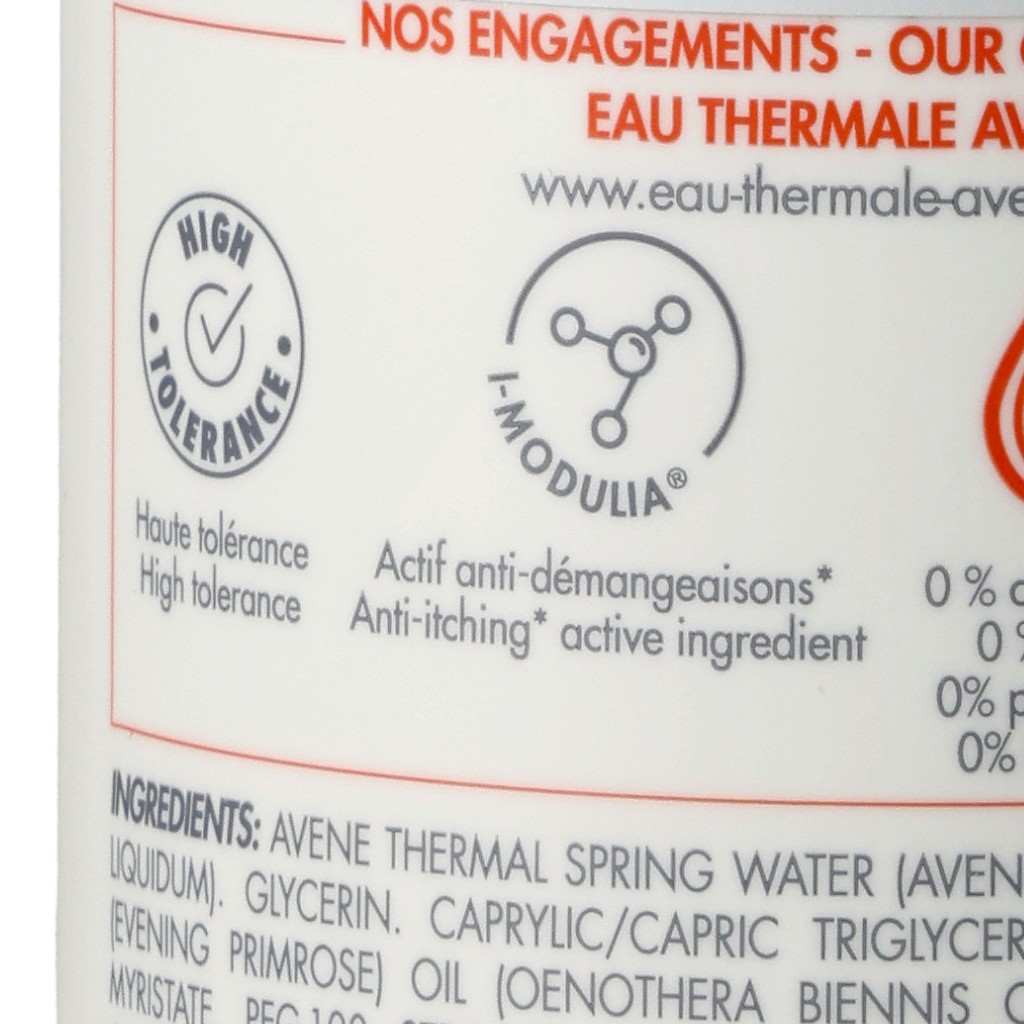 NOS ENGAGEMENTS - OUR
EAU THERMALE
www.eau-thermale-ave
HIGH
TOLERANCE
I-MODULIA®
Haute tolérance
High tolerance
Actif anti-démangeaisons*
Anti-itching* active ingredient
0 %
0
0% p
0%
INGREDIENTS: AVENE THERMAL SPRING WATER (AVEN
LIQUIDUM). GLYCERIN. CAPRYLIC/CAPRIC TRIGLYCER
(EVENING PRIMROSE) OIL (OENOTHERA BIENNIS
MYRISTATE PEG-100